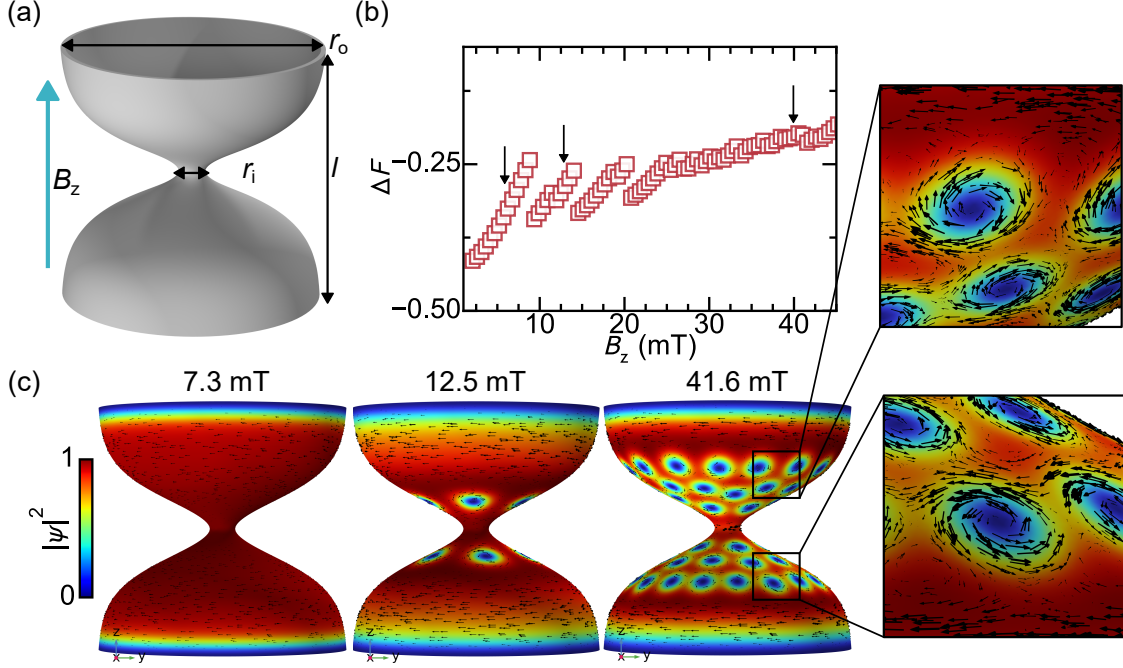 (a)
r_o
B_z
r_i
l
(b)
ΔF
−0.25
−0.50
10 20 30 40
B_z (mT)
(c)
7.3 mT 12.5 mT 41.6 mT
1
|ψ|²
0
z
x y
z
x y
z
x y